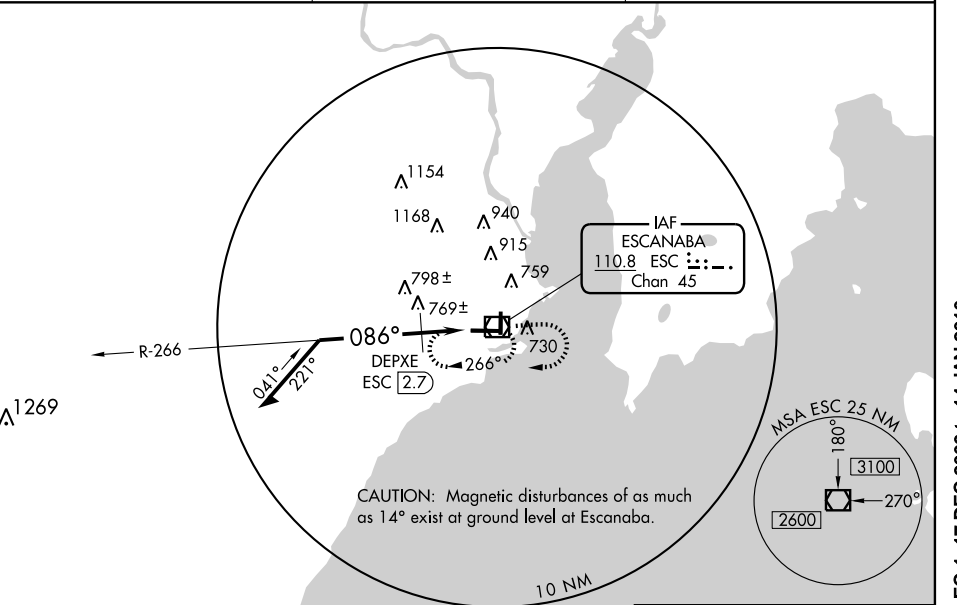 1154
1168
940
915
759
798±
769±
IAF
ESCANABA
110.8 ESC
Chan 45
R-266
086°
730
266°
DEPXE
ESC 2.7
041°
221°
1269
MSA ESC 25 NM
180°
3100
270°
2600
CAUTION: Magnetic disturbances of as much
as 14° exist at ground level at Escanaba.
10 NM